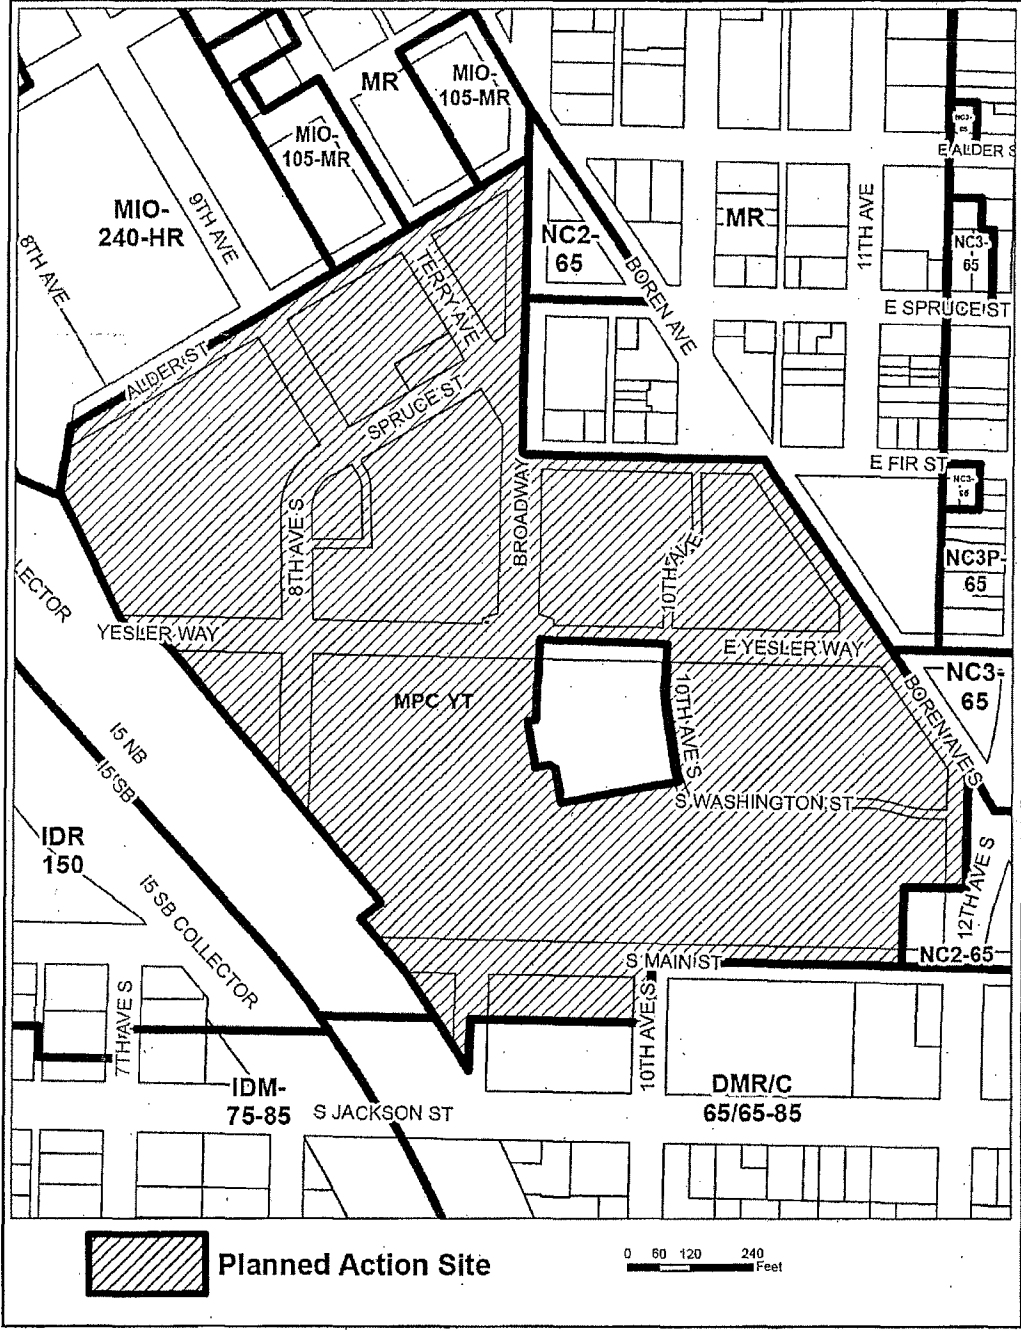 MR
MIO-
105-MR
MIO-
105-MR
NC3-
65
E ALDER S
MIO-
240-HR
9TH AVE
8TH AVE
NC2-
65
MR
11TH AVE
NC3-
65
TERRY AVE
BOREN AVE
E SPRUCE ST
ALDER ST
SPRUCE ST
E FIR ST
NC3-
65
BROADWAY
8TH AVE S
10TH AVE
NC3P-
65
LECTOR
YESLER WAY
E YESLER WAY
NC3-
65
MPC YT
10TH AVE S
BOREN AVE S
I5 NB
I5 SB
S WASHINGTON ST
IDR
150
I5 SB COLLECTOR
12TH AVE S
S MAIN ST
NC2-65
7TH AVE S
10TH AVE S
IDM-
75-85
S JACKSON ST
DMR/C
65/65-85
Planned Action Site
0 60 120 240
Feet